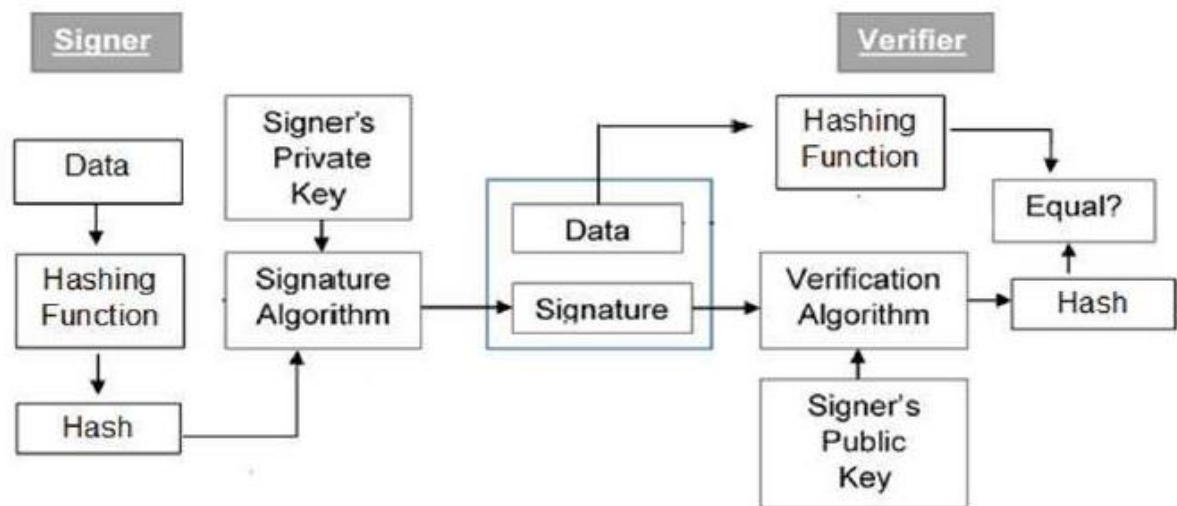 Signer
Verifier
Data
Hashing
Function
Hash
Signer's
Private
Key
Signature
Algorithm
Data
Signature
Hashing
Function
Verification
Algorithm
Signer's
Public
Key
Equal?
Hash